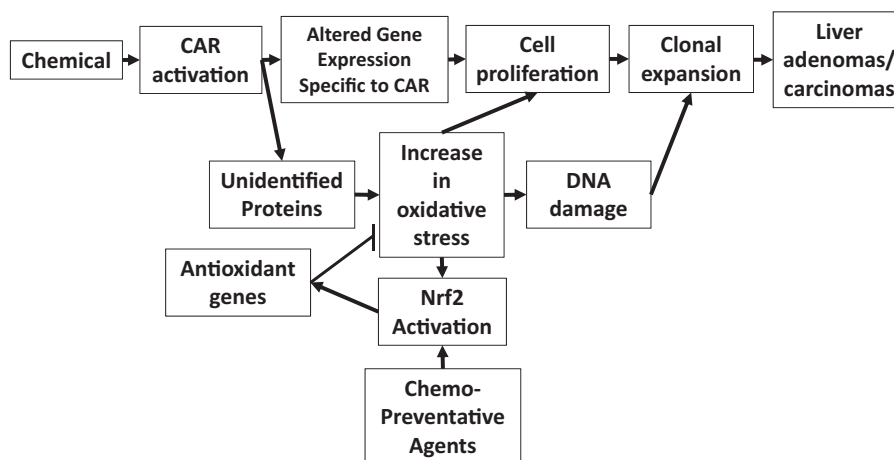 Chemical
CAR
activation
Altered Gene
Expression
Specific to CAR
Cell
proliferation
Clonal
expansion
Liver
adenomas/
carcinomas
Unidentified
Proteins
Increase
in
oxidative
stress
DNA
damage
Antioxidant
genes
Nrf2
Activation
Chemo-
Preventative
Agents